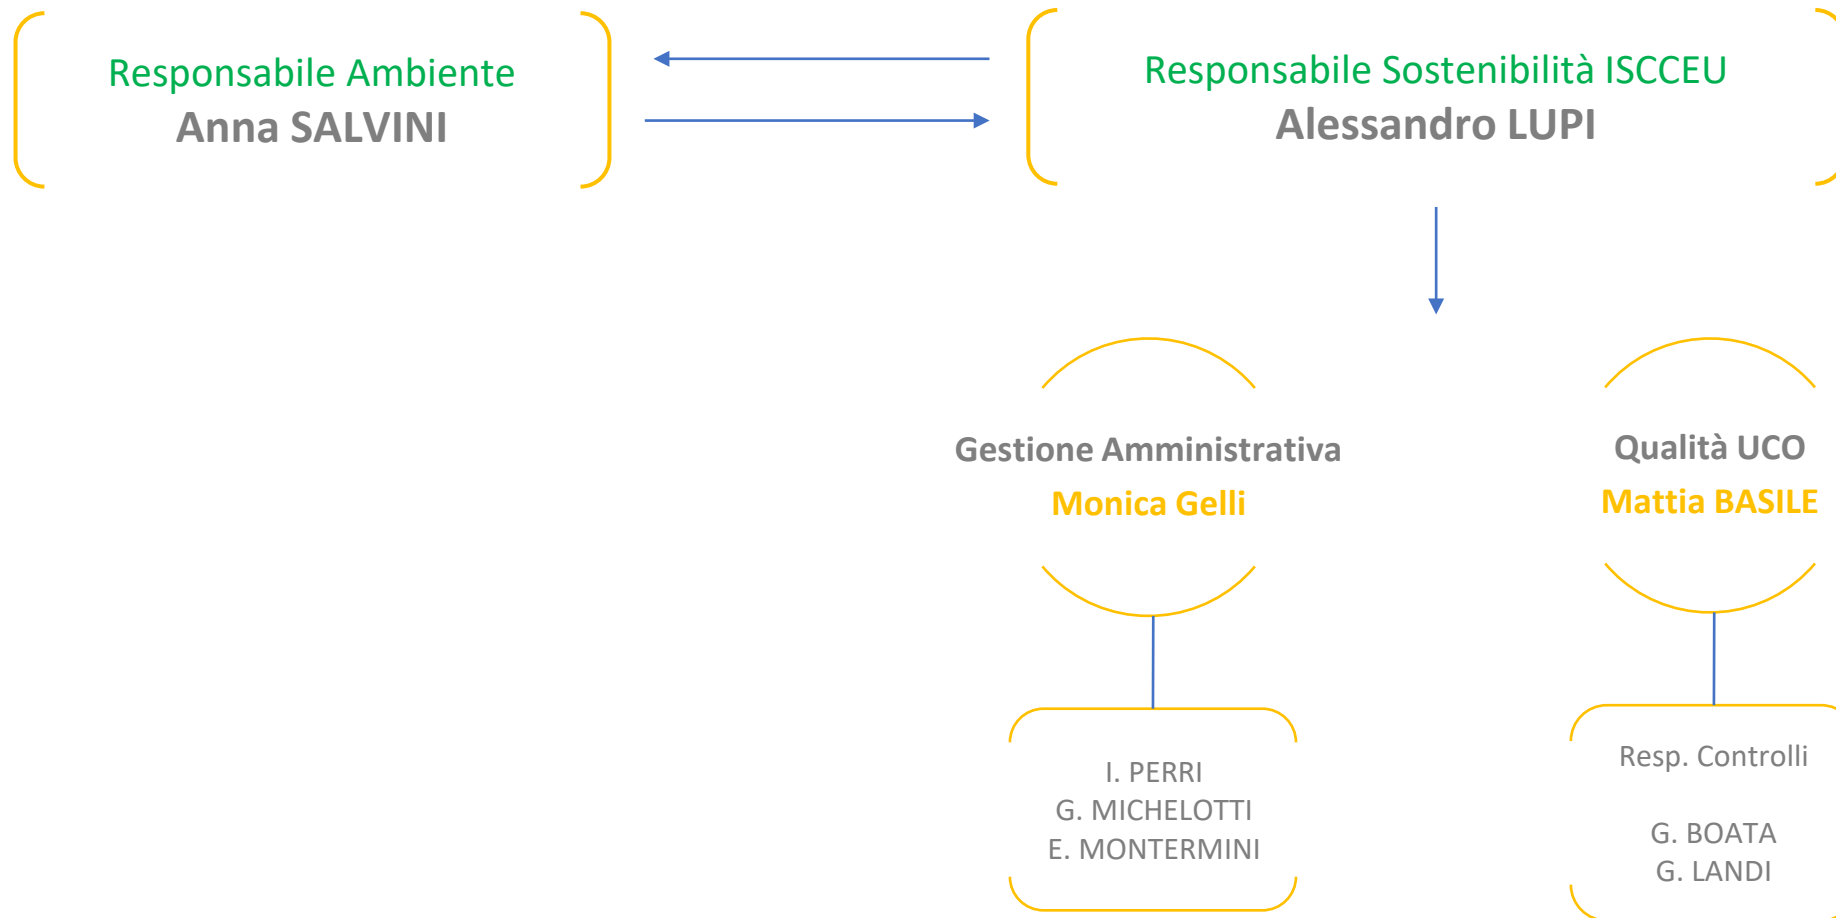 Responsabile Ambiente
Anna SALVINI
Responsabile Sostenibilità ISCCEU
Alessandro LUPI
Gestione Amministrativa
Monica Gelli
Qualità UCO
Mattia BASILE
I. PERRI
G. MICHELOTTI
E. MONTERMINI
Resp. Controlli
G. BOATA
G. LANDI